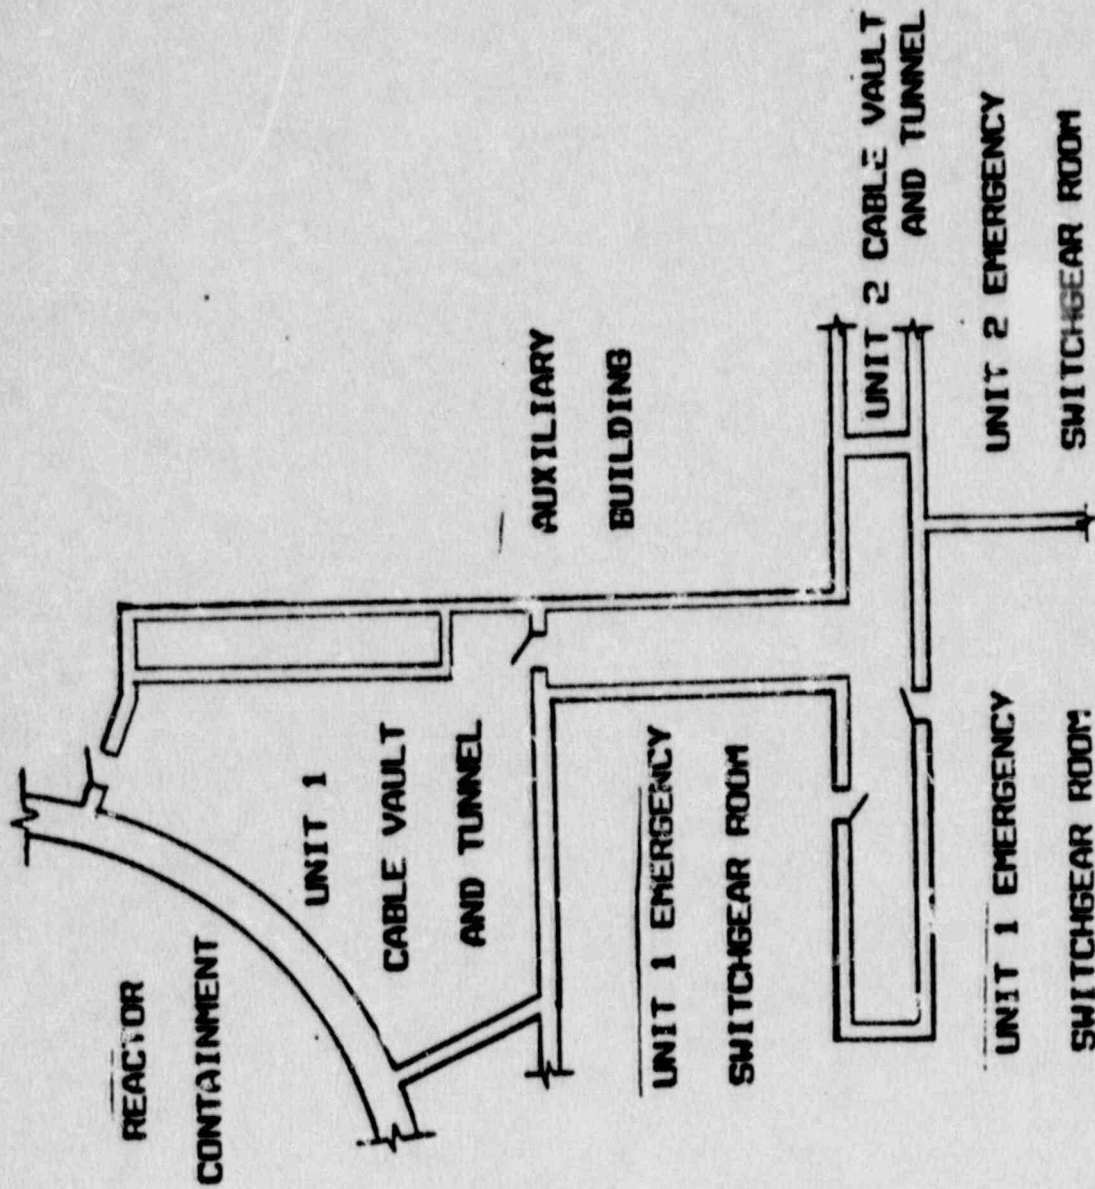 REACTOR
CONTAINMENT
UNIT 1
CABLE VAULT
AND TUNNEL
AUXILIARY
BUILDING
UNIT 1 EMERGENCY
SWITCHGEAR ROOM
UNIT 2 CABLE VAULT
AND TUNNEL
UNIT 1 EMERGENCY
SWITCHGEAR ROOM
UNIT 2 EMERGENCY
SWITCHGEAR ROOM